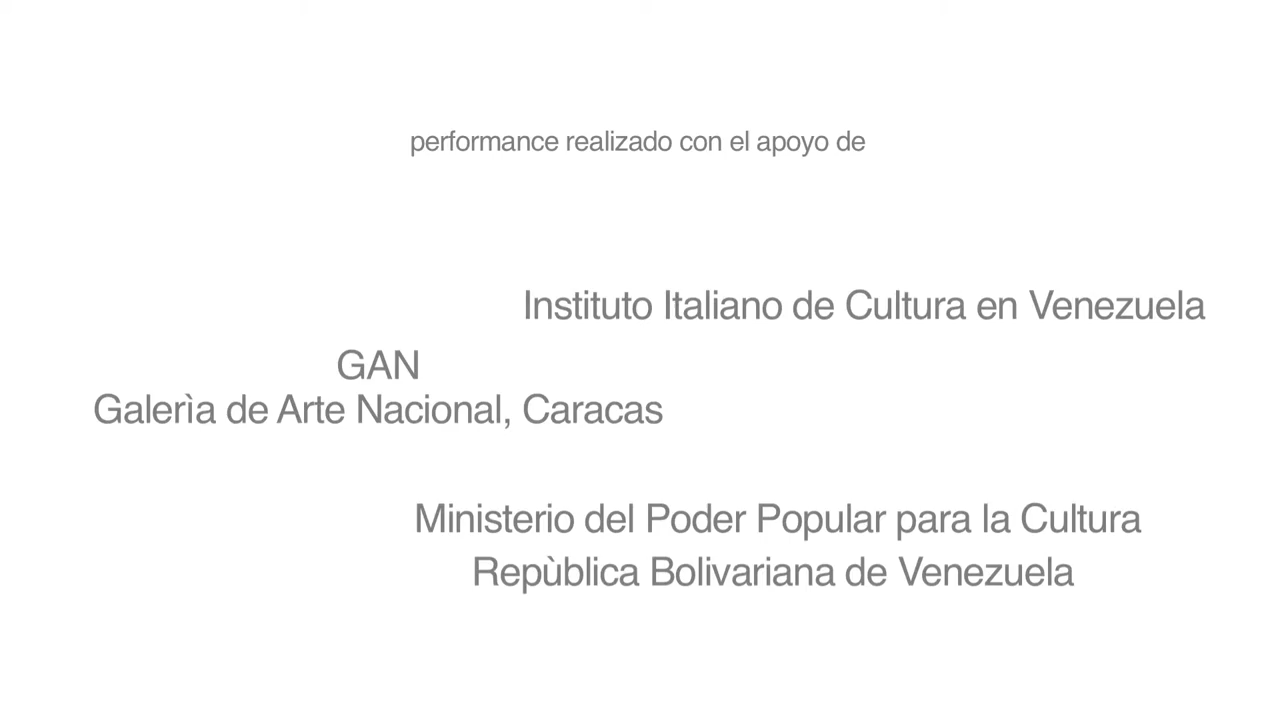 performance realizado con el apoyo de
Instituto Italiano de Cultura en Venezuela
GAN
Galerìa de Arte Nacional, Caracas
Ministerio del Poder Popular para la Cultura
Repùblica Bolivariana de Venezuela